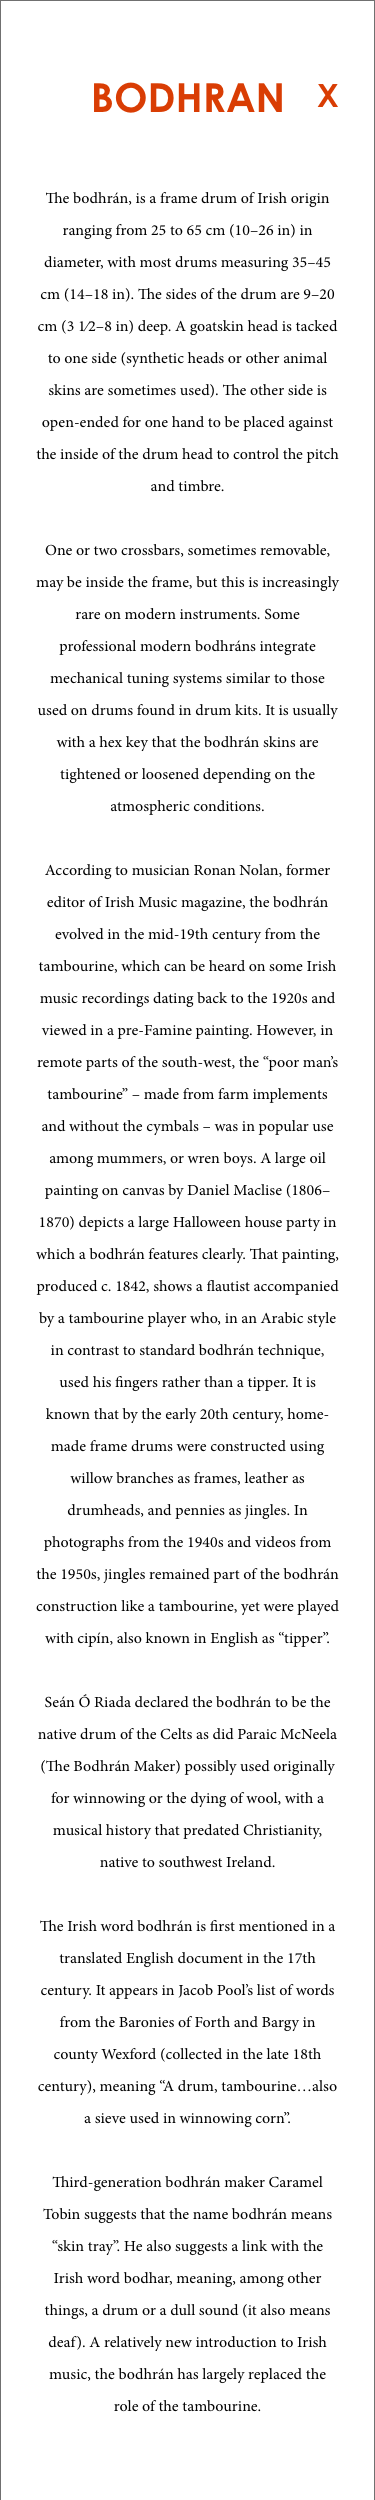 BODHRAN X
The bodhrán, is a frame drum of Irish origin
ranging from 25 to 65 cm (10–26 in) in
diameter, with most drums measuring 35–45
cm (14–18 in). The sides of the drum are 9–20
cm (3 1⁄2–8 in) deep. A goatskin head is tacked
to one side (synthetic heads or other animal
skins are sometimes used). The other side is
open-ended for one hand to be placed against
the inside of the drum head to control the pitch
and timbre.
One or two crossbars, sometimes removable,
may be inside the frame, but this is increasingly
rare on modern instruments. Some
professional modern bodhráns integrate
mechanical tuning systems similar to those
used on drums found in drum kits. It is usually
with a hex key that the bodhrán skins are
tightened or loosened depending on the
atmospheric conditions.
According to musician Ronan Nolan, former
editor of Irish Music magazine, the bodhrán
evolved in the mid-19th century from the
tambourine, which can be heard on some Irish
music recordings dating back to the 1920s and
viewed in a pre-Famine painting. However, in
remote parts of the south-west, the “poor man’s
tambourine” – made from farm implements
and without the cymbals – was in popular use
among mummers, or wren boys. A large oil
painting on canvas by Daniel Maclise (1806–
1870) depicts a large Halloween house party in
which a bodhrán features clearly. That painting,
produced c. 1842, shows a flautist accompanied
by a tambourine player who, in an Arabic style
in contrast to standard bodhrán technique,
used his fingers rather than a tipper. It is
known that by the early 20th century, home-
made frame drums were constructed using
willow branches as frames, leather as
drumheads, and pennies as jingles. In
photographs from the 1940s and videos from
the 1950s, jingles remained part of the bodhrán
construction like a tambourine, yet were played
with cipín, also known in English as “tipper”.
Seán Ó Riada declared the bodhrán to be the
native drum of the Celts as did Paraic McNeela
(The Bodhrán Maker) possibly used originally
for winnowing or the dying of wool, with a
musical history that predated Christianity,
native to southwest Ireland.
The Irish word bodhrán is first mentioned in a
translated English document in the 17th
century. It appears in Jacob Pool’s list of words
from the Baronies of Forth and Bargy in
county Wexford (collected in the late 18th
century), meaning “A drum, tambourine…also
a sieve used in winnowing corn”.
Third-generation bodhrán maker Caramel
Tobin suggests that the name bodhrán means
“skin tray”. He also suggests a link with the
Irish word bodhar, meaning, among other
things, a drum or a dull sound (it also means
deaf). A relatively new introduction to Irish
music, the bodhrán has largely replaced the
role of the tambourine.